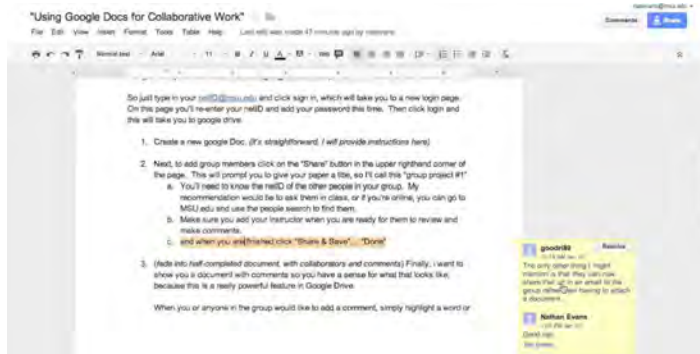 "Using Google Docs for Collaborative Work"
File Edit View Insert Format Tools Table Help Last edit was made 47 minutes ago by
Comments Share
Normal text Arial 11
So just type in your netID@msu.edu and click sign in, which will take you to a new login page.
On this page you'll re-enter your netID and add your password this time. Then click login and
this will take you to google drive.
1. Create a new google Doc. (it's straightforward, I will provide instructions here)
2. Next, to add group members click on the "Share" button in the upper righthand corner of
the page. This will prompt you to give your paper a title, so I'll call this "group project #1"
a. You'll need to know the netID of the other people in your group. My
recommendation would be to ask them in class, or if you're online, you can go to
MSU.edu and use the people search to find them.
b. Make sure you add your instructor when you are ready for them to review and
make comments.
c. and when you are finished click "Share & Save"... "Done"
3. (fade into half-completed document, with collaborators and comments) Finally, i want to
show you a document with comments so you have a sense for what that looks like,
because this is a really powerful feature in Google Drive.
When you or anyone in the group would like to add a comment, simply highlight a word or
Resolve
The only other thing I might
mention is that they can now
share that in an email to the
group rather than having to attach
a document.
Nathan Evans
Good call.